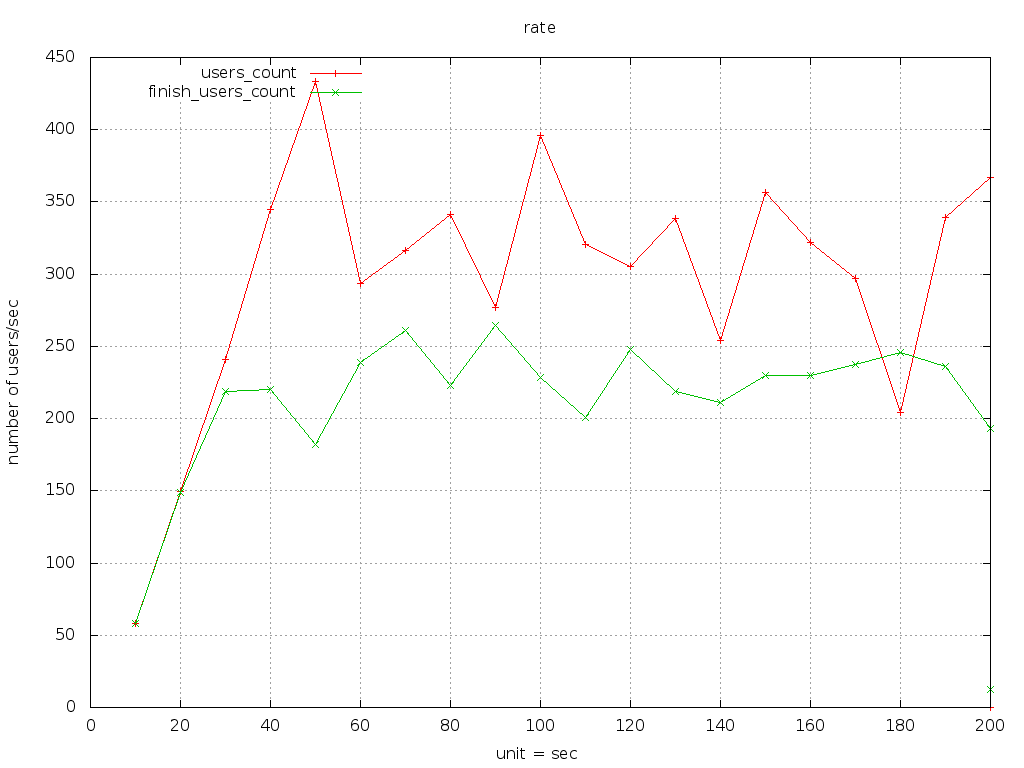 rate
450
400
350
300
250
200
150
100
50
0
number of users/sec
users_count
finish_users_count
0 20 40 60 80 100 120 140 160 180 200
unit = sec